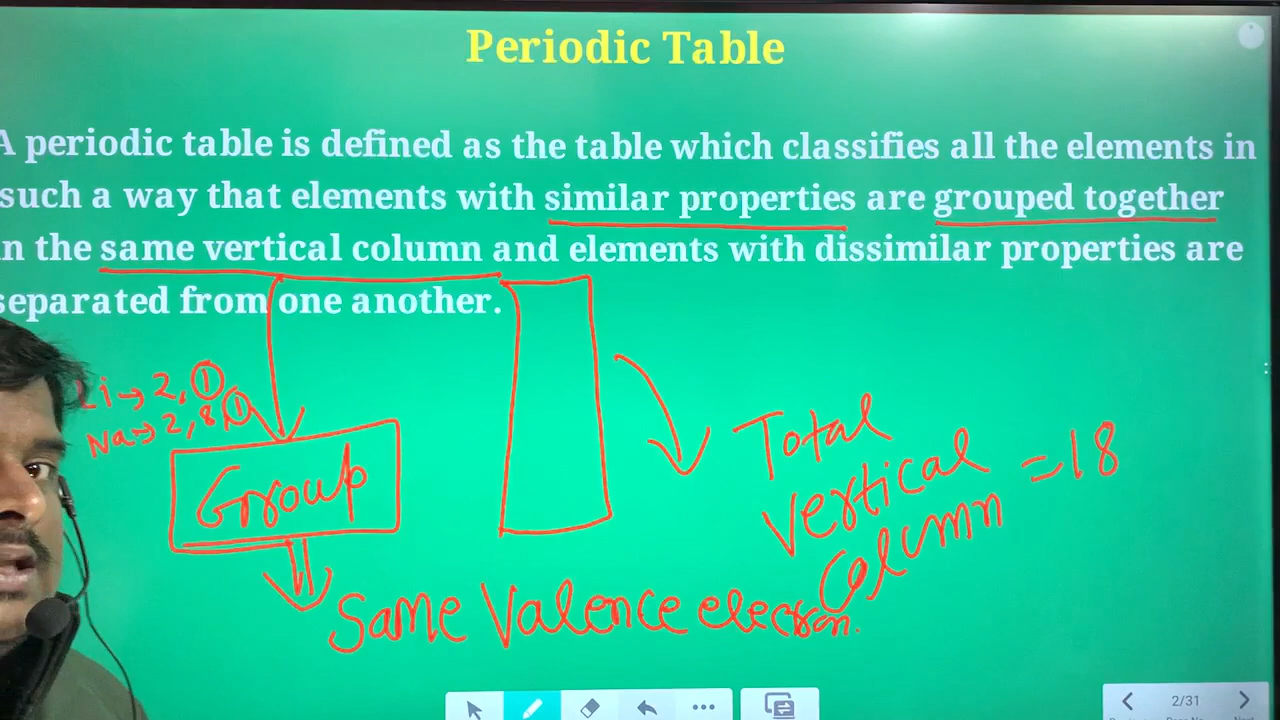 Periodic Table
A periodic table is defined as the table which classifies all the elements in
such a way that elements with similar properties are grouped together
n the same vertical column and elements with dissimilar properties are
separated from one another.
Li → 2, 1
Na → 2, 8, 1
Group
Total
vertical
column = 18
Same Valence electron.
2/31